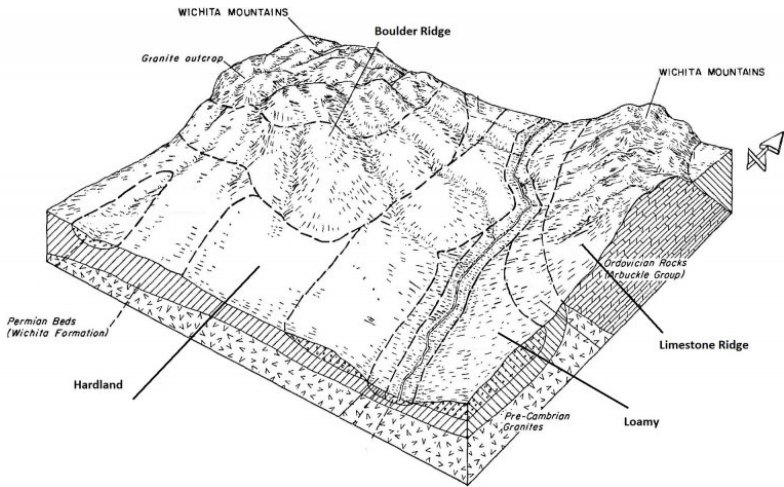 WICHITA MOUNTAINS
Boulder Ridge
Granite outcrop
WICHITA MOUNTAINS
N
Ordovician Rocks
(Arbuckle Group)
Permian Beds
(Wichita Formation)
Limestone Ridge
Hardland
Pre-Cambrian
Granites
Loamy